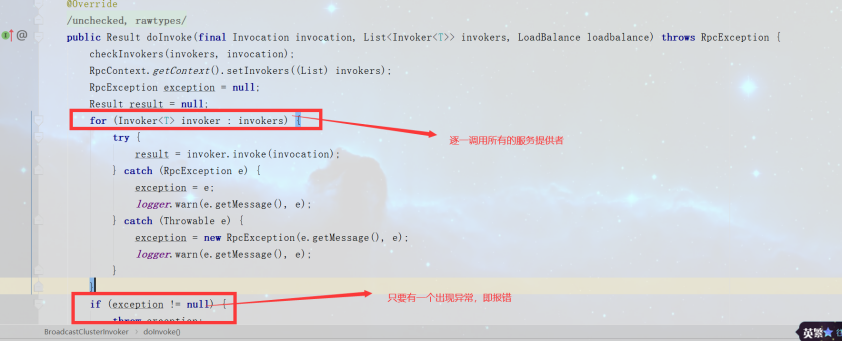 @Override
/unchecked, rawtypes/
public Result doInvoke(final Invocation invocation, List<Invoker<T>> invokers, LoadBalance loadbalance) throws RpcException {
checkInvokers(invokers, invocation);
RpcContext.getContext().setInvokers((List) invokers);
RpcException exception = null;
Result result = null;
for (Invoker<T> invoker : invokers) {
try {
逐一调用所有的服务提供者
result = invoker.invoke(invocation);
} catch (RpcException e) {
exception = e;
logger.warn(e.getMessage(), e);
} catch (Throwable e) {
exception = new RpcException(e.getMessage(), e);
logger.warn(e.getMessage(), e);
}
}
只要有一个出现异常，即报错
if (exception != null) {
throw exception;
BroadcastClusterInvoker › doInvoke()
英繁